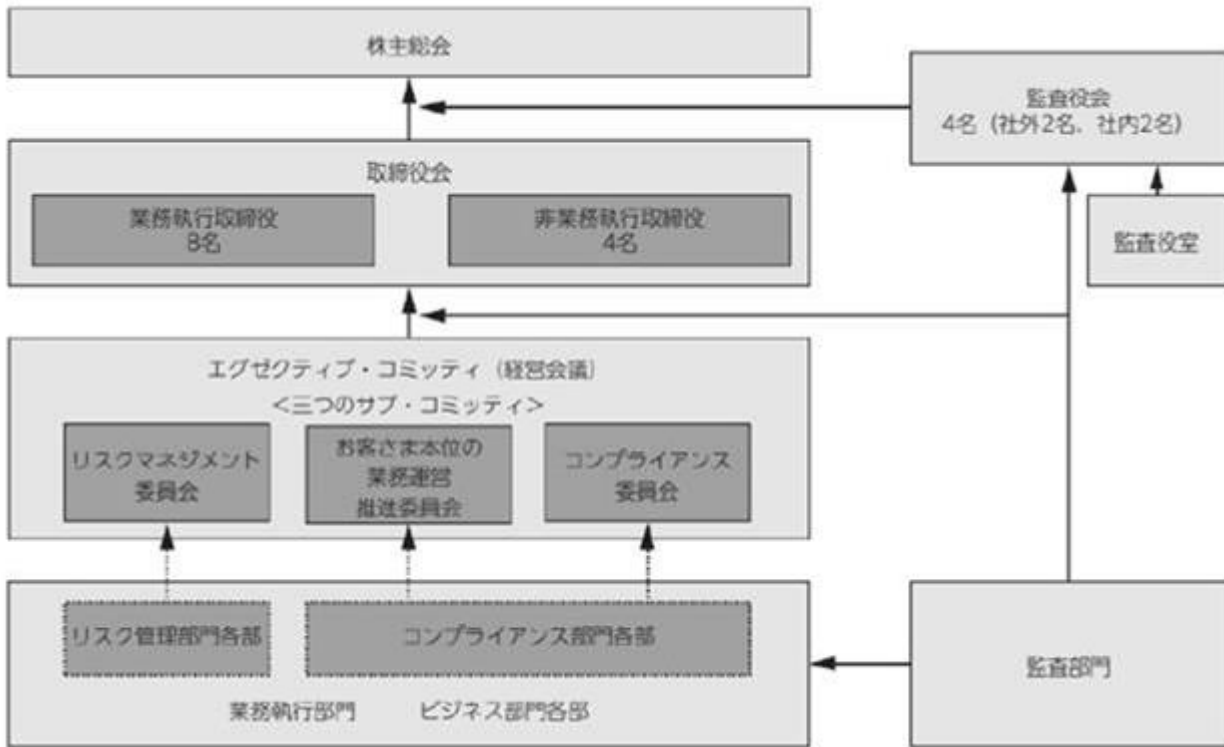 株主総会
監査役会
4名（社外2名、社内2名）
取締役会
業務執行取締役
8名
非業務執行取締役
4名
監査役室
エグゼクティブ・コミッティ（経営会議）
＜三つのサブ・コミッティ＞
リスクマネジメント
委員会
お客さま本位の
業務運営
推進委員会
コンプライアンス
委員会
リスク管理部門各部
コンプライアンス部門各部
監査部門
業務執行部門
ビジネス部門各部